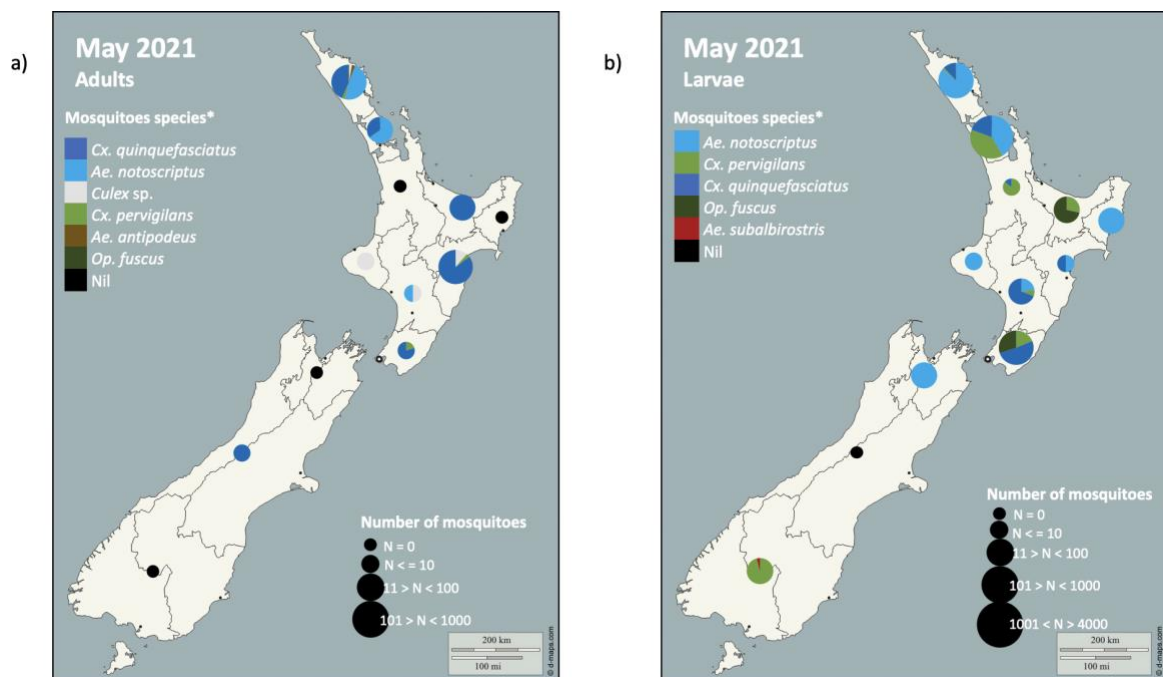 a)
May 2021
Adults
Mosquitoes species*
Cx. quinquefasciatus
Ae. notoscriptus
Culex sp.
Cx. pervigilans
Ae. antipodeus
Op. fuscus
Nil
Number of mosquitoes
N = 0
N < = 10
11 > N < 100
101 > N < 1000
200 km
100 mi
© d-maps.com
b)
May 2021
Larvae
Mosquitoes species*
Ae. notoscriptus
Cx. pervigilans
Cx. quinquefasciatus
Op. fuscus
Ae. subalbirostris
Nil
Number of mosquitoes
N = 0
N < = 10
11 > N < 100
101 > N < 1000
1001 < N > 4000
200 km
100 mi
© d-maps.com